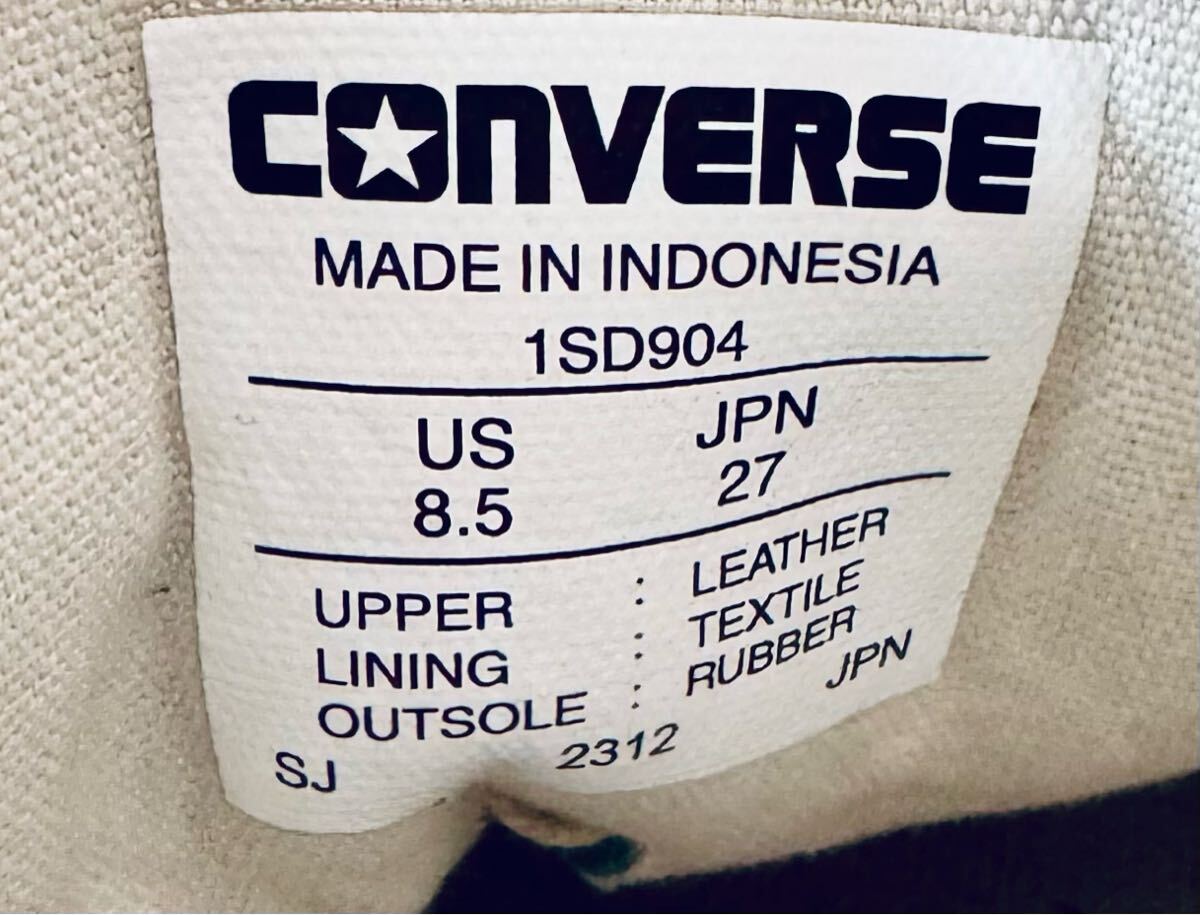 CONVERSE
MADE IN INDONESIA
1SD904
US JPN
8.5 27
UPPER : LEATHER
LINING : TEXTILE
OUTSOLE : RUBBER
SJ 2312 JPN